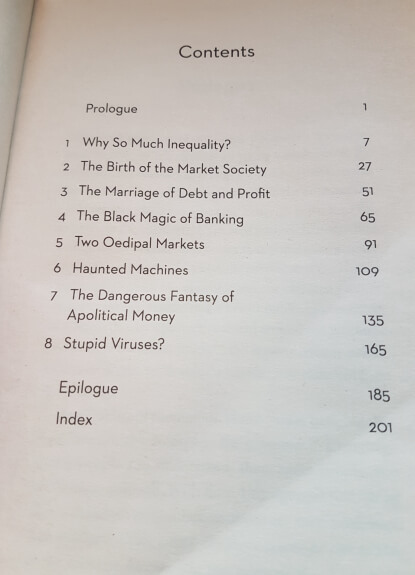 Contents
Prologue 1
1 Why So Much Inequality? 7
2 The Birth of the Market Society 27
3 The Marriage of Debt and Profit 51
4 The Black Magic of Banking 65
5 Two Oedipal Markets 91
6 Haunted Machines 109
7 The Dangerous Fantasy of
Apolitical Money 135
8 Stupid Viruses? 165
Epilogue 185
Index 201